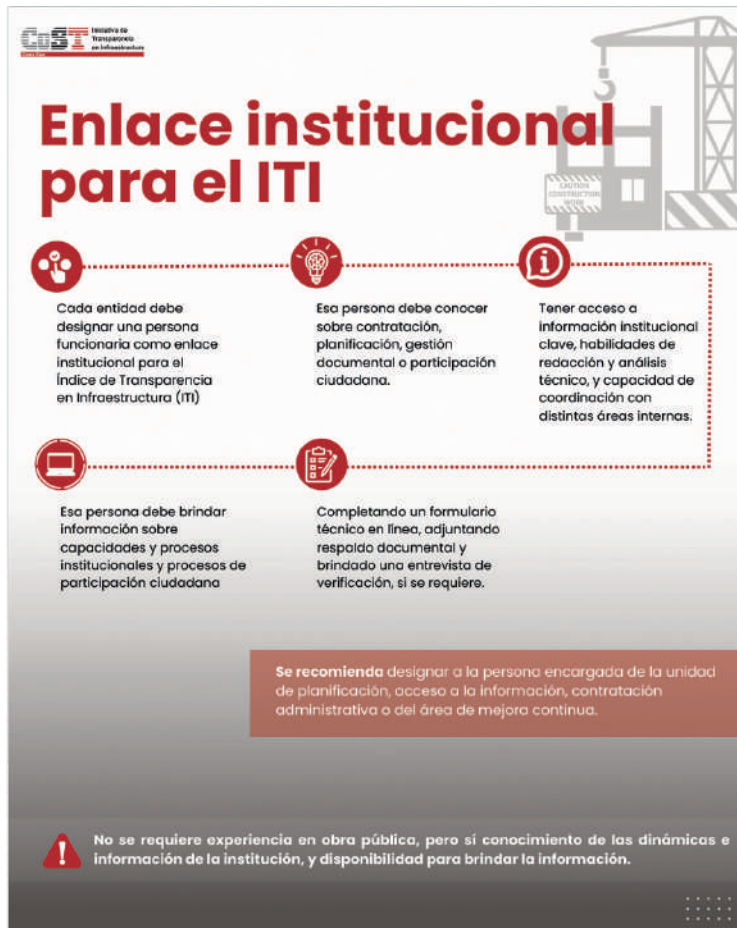 CoST
Iniciativa de
Transparencia
en Infraestructura
Costa Rica
Enlace institucional
para el ITI
CAUTION
CONSTRUCTION
WORK
Cada entidad debe
designar una persona
funcionaria como enlace
institucional para el
Índice de Transparencia
en Infraestructura (ITI)
Esa persona debe conocer
sobre contratación,
planificación, gestión
documental o participación
ciudadana.
Tener acceso a
información institucional
clave, habilidades de
redacción y análisis
técnico, y capacidad de
coordinación con
distintas áreas internas.
Esa persona debe brindar
información sobre
capacidades y procesos
institucionales y procesos de
participación ciudadana
Completando un formulario
técnico en línea, adjuntando
respaldo documental y
brindado una entrevista de
verificación, si se requiere.
Se recomienda designar a la persona encargada de la unidad
de planificación, acceso a la información, contratación
administrativa o del área de mejora continua.
No se requiere experiencia en obra pública, pero sí conocimiento de las dinámicas e
información de la institución, y disponibilidad para brindar la información.